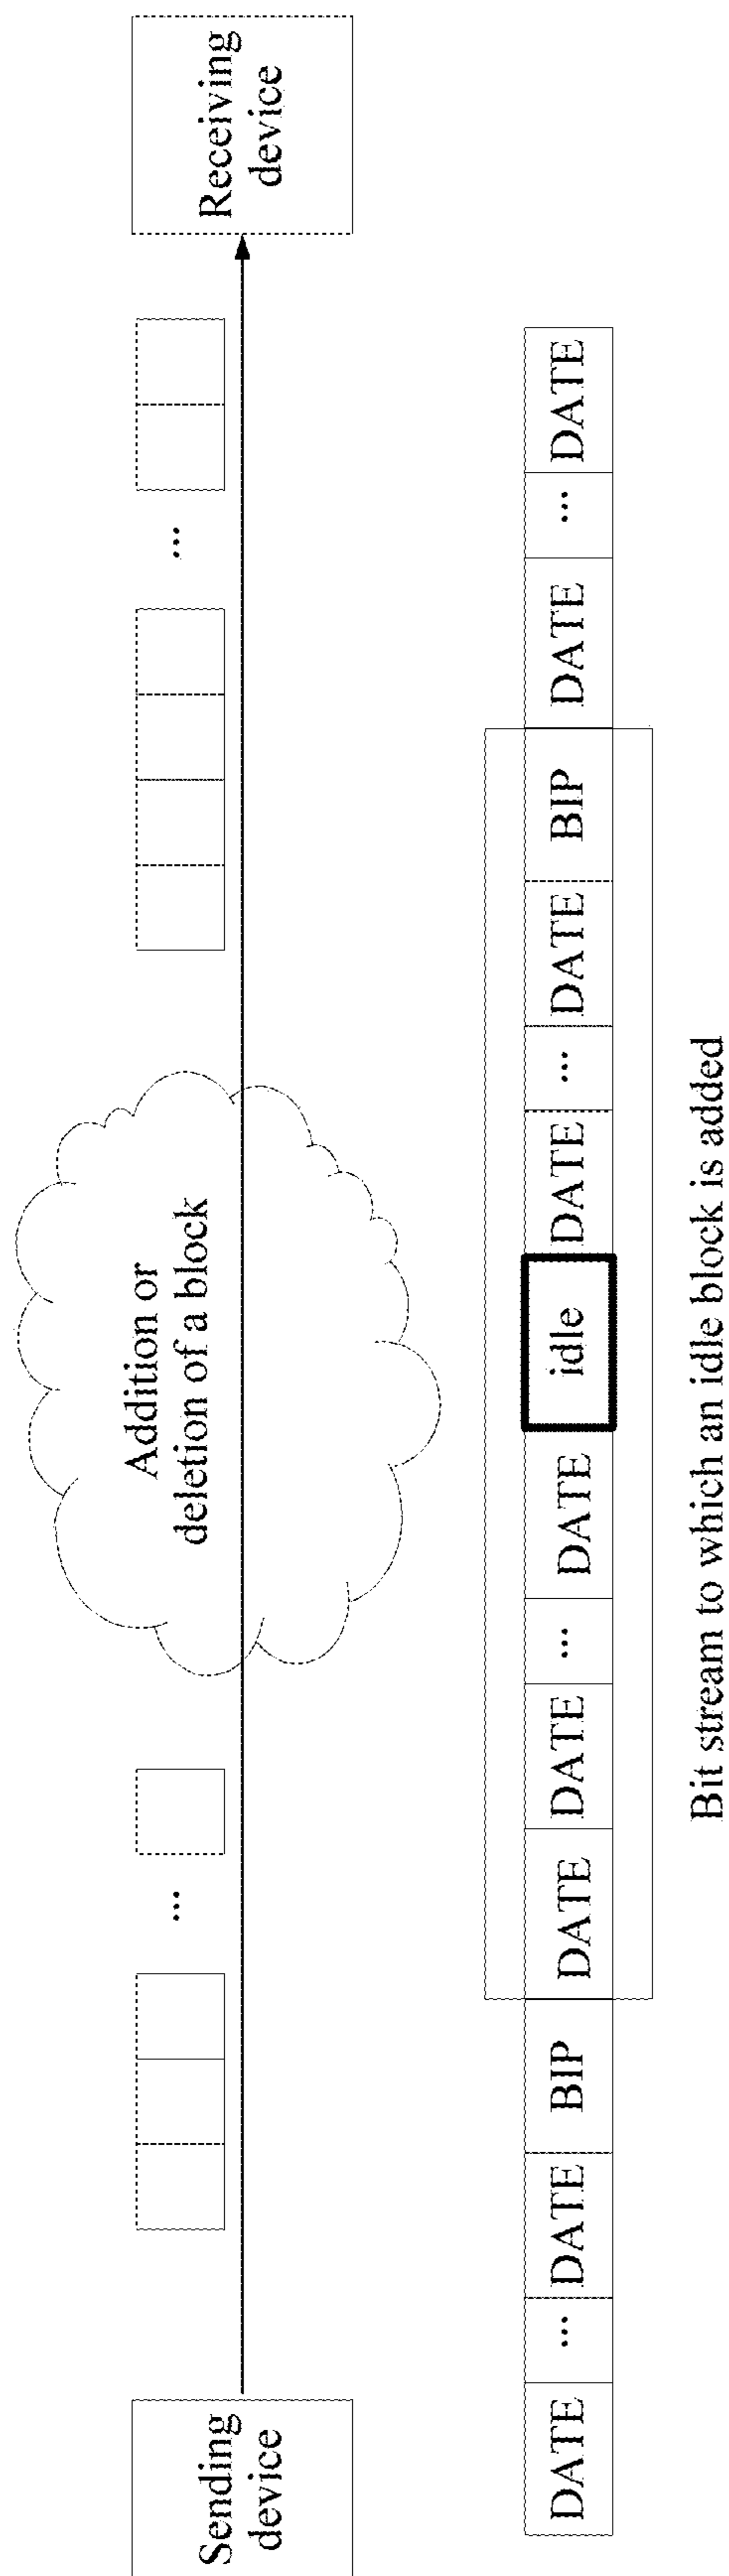 Sending
device
...
Addition or
deletion of a block
...
Receiving
device
DATE ... DATE BIP DATE DATE ... DATE idle DATE ... DATE BIP DATE ... DATE
Bit stream to which an idle block is added